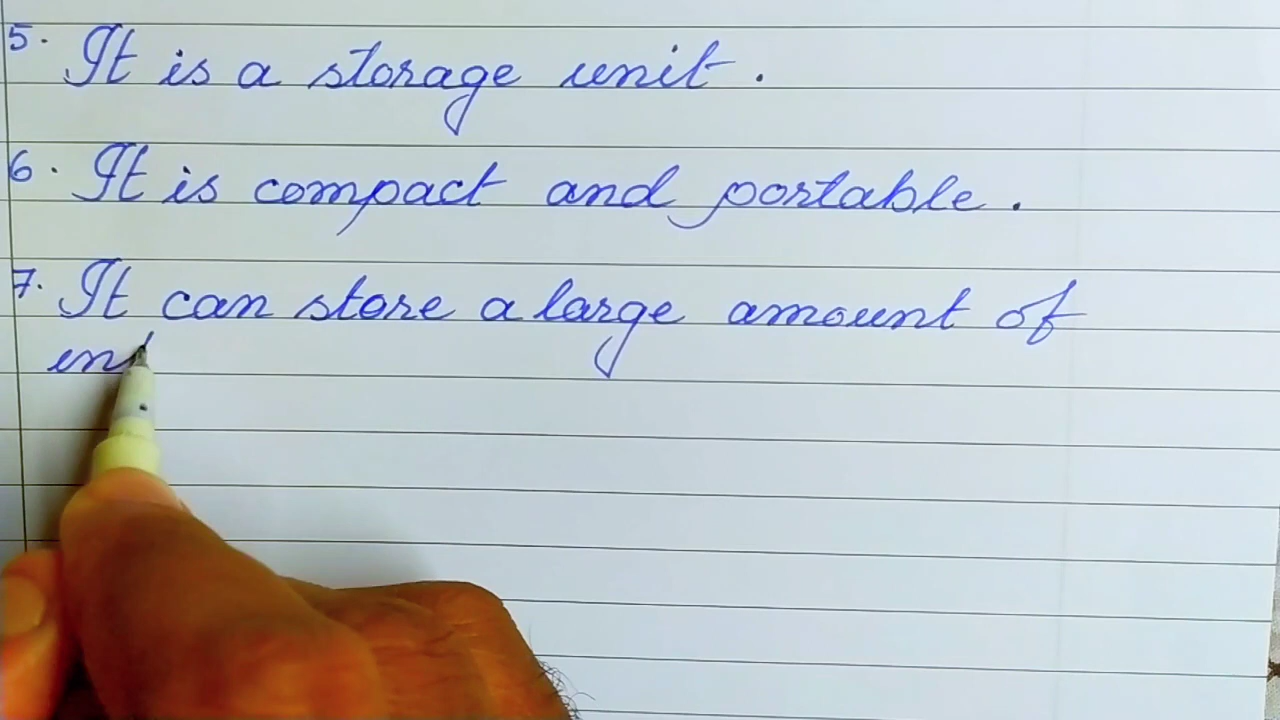 5. It is a storage unit.
6. It is compact and portable.
7. It can store a large amount of